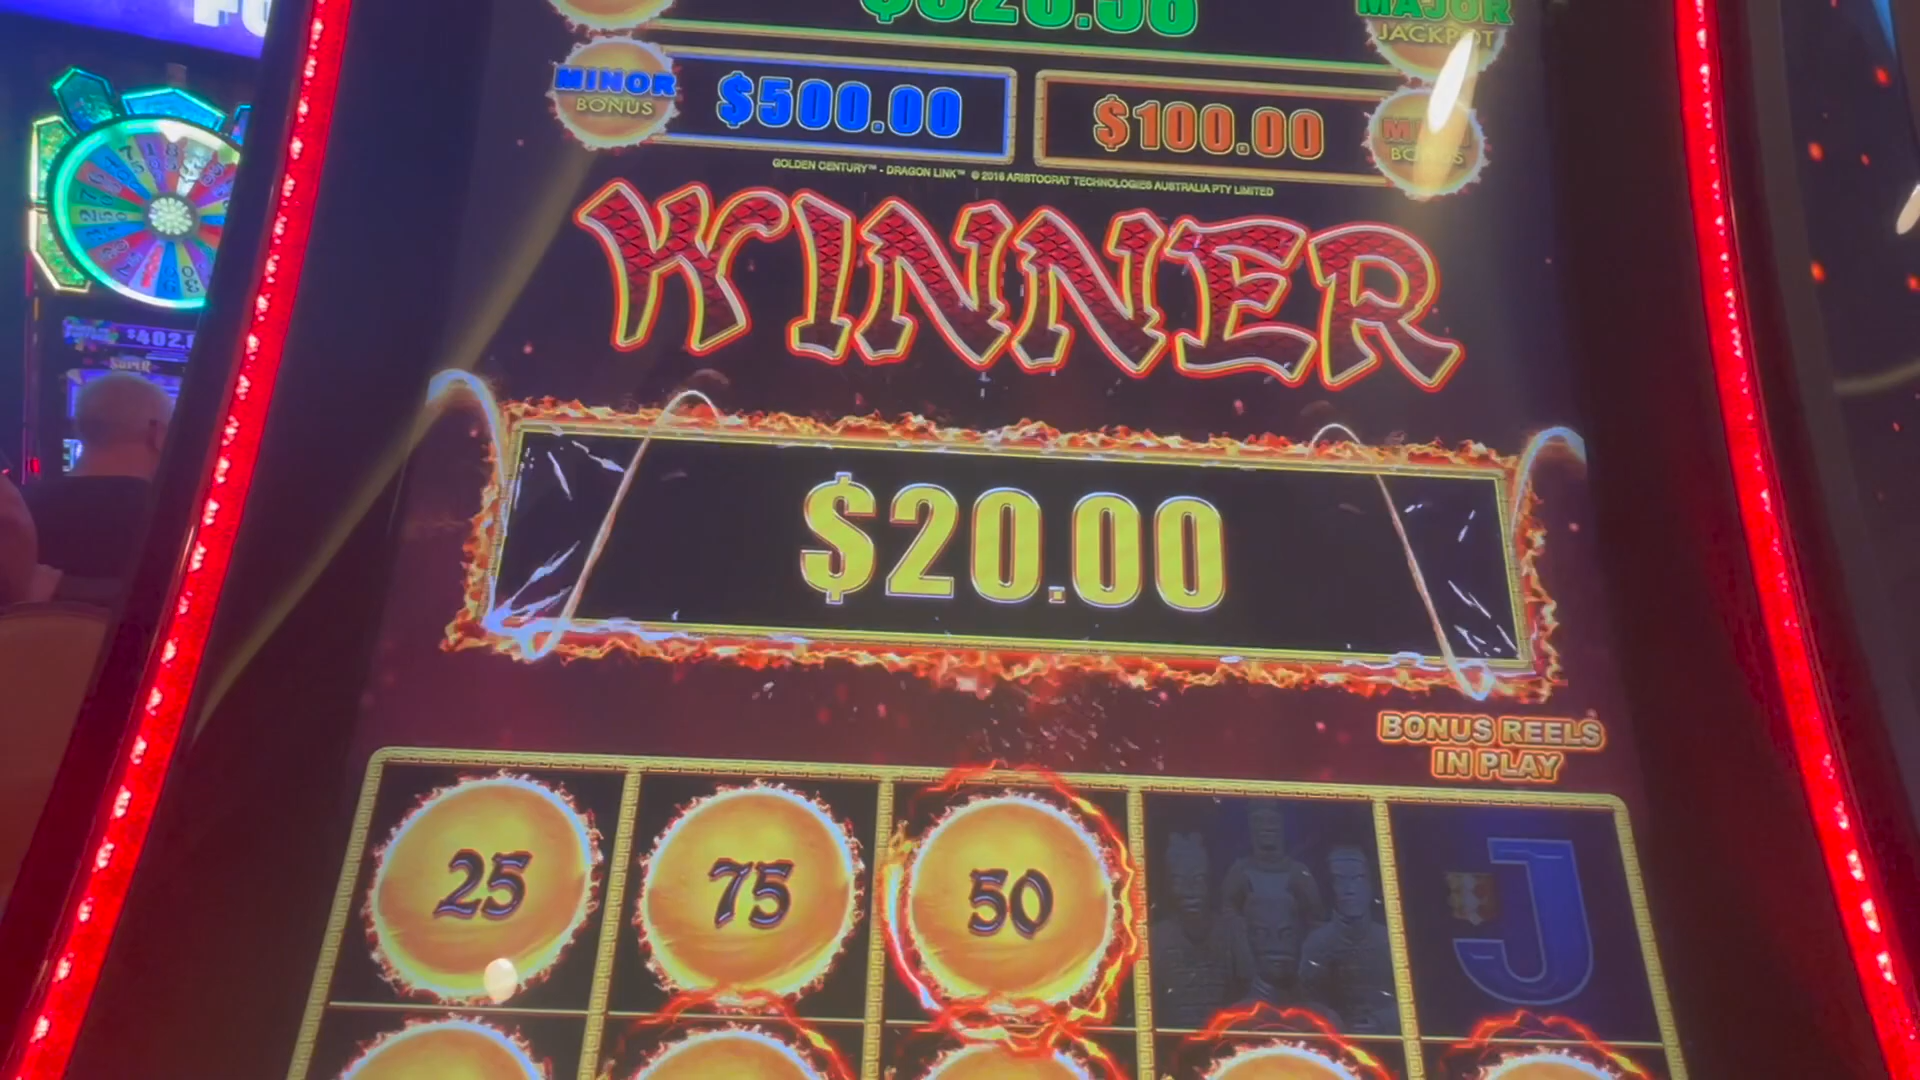 MAJOR
JACKPOT
MINOR
BONUS
$500.00
$100.00
GOLDEN CENTURY™ - DRAGON LINK™ © 2016 ARISTOCRAT TECHNOLOGIES AUSTRALIA PTY LIMITED
WINNER
$20.00
BONUS REELS
IN PLAY
25
75
50
J